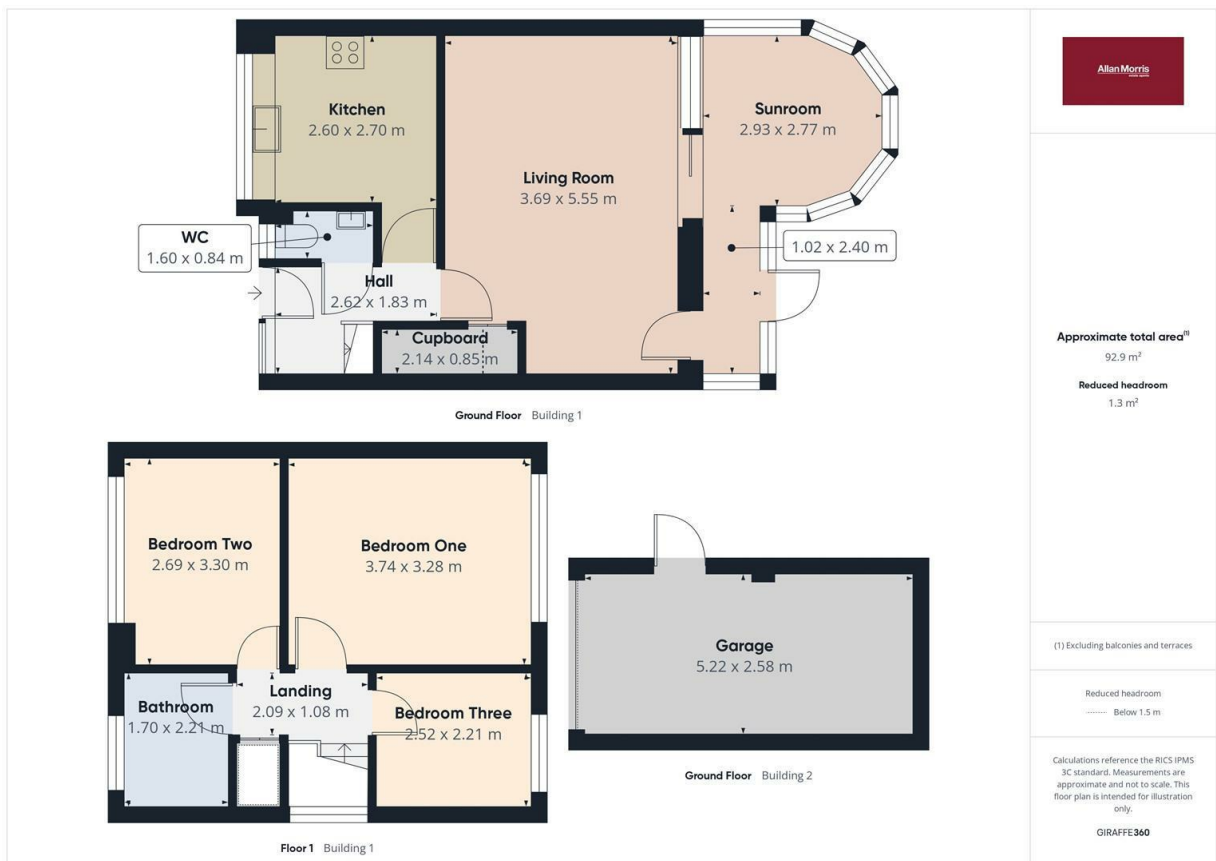 Kitchen
2.60 x 2.70 m
Living Room
3.69 x 5.55 m
Sunroom
2.93 x 2.77 m
WC
1.60 x 0.84 m
1.02 x 2.40 m
Hall
2.62 x 1.83 m
Cupboard
2.14 x 0.85 m
Ground Floor Building 1
Bedroom Two
2.69 x 3.30 m
Bedroom One
3.74 x 3.28 m
Bathroom
1.70 x 2.21 m
Landing
2.09 x 1.08 m
Bedroom Three
2.52 x 2.21 m
Floor 1 Building 1
Garage
5.22 x 2.58 m
Ground Floor Building 2
Allan Morris
Approximate total area(1)
92.9 m²
Reduced headroom
1.3 m²
(1) Excluding balconies and terraces
Reduced headroom
Below 1.5 m
Calculations reference the RICS IPMS
3C standard. Measurements are
approximate and not to scale. This
floor plan is intended for illustration
only.
GIRAFFE360